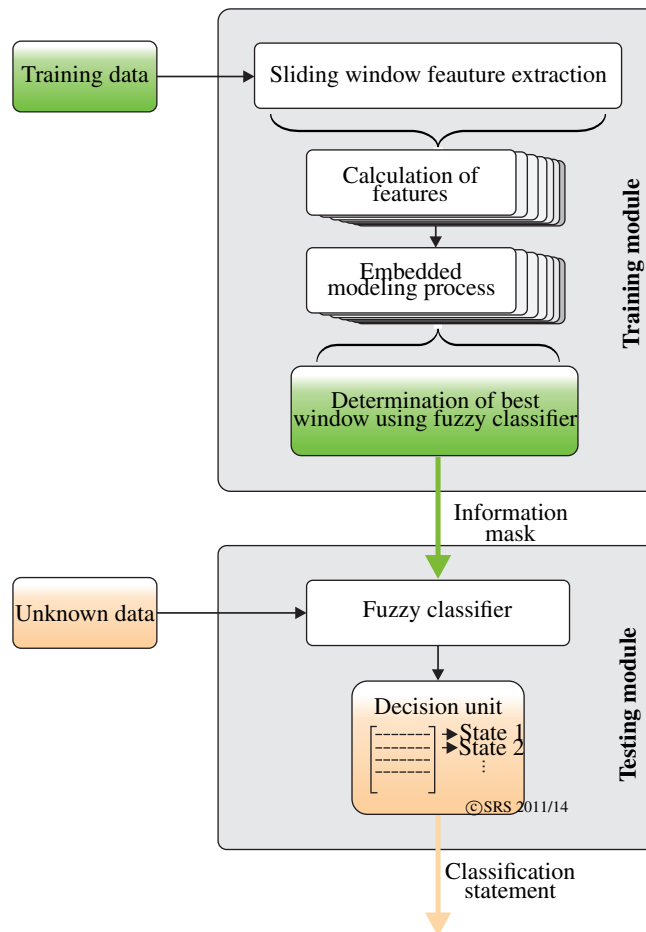 Training data
Sliding window feauture extraction
Calculation of
features
Embedded
modeling process
Determination of best
window using fuzzy classifier
Training module
Information
mask
Unknown data
Fuzzy classifier
Decision unit
State 1
State 2
⋮
©SRS 2011/14
Testing module
Classification
statement